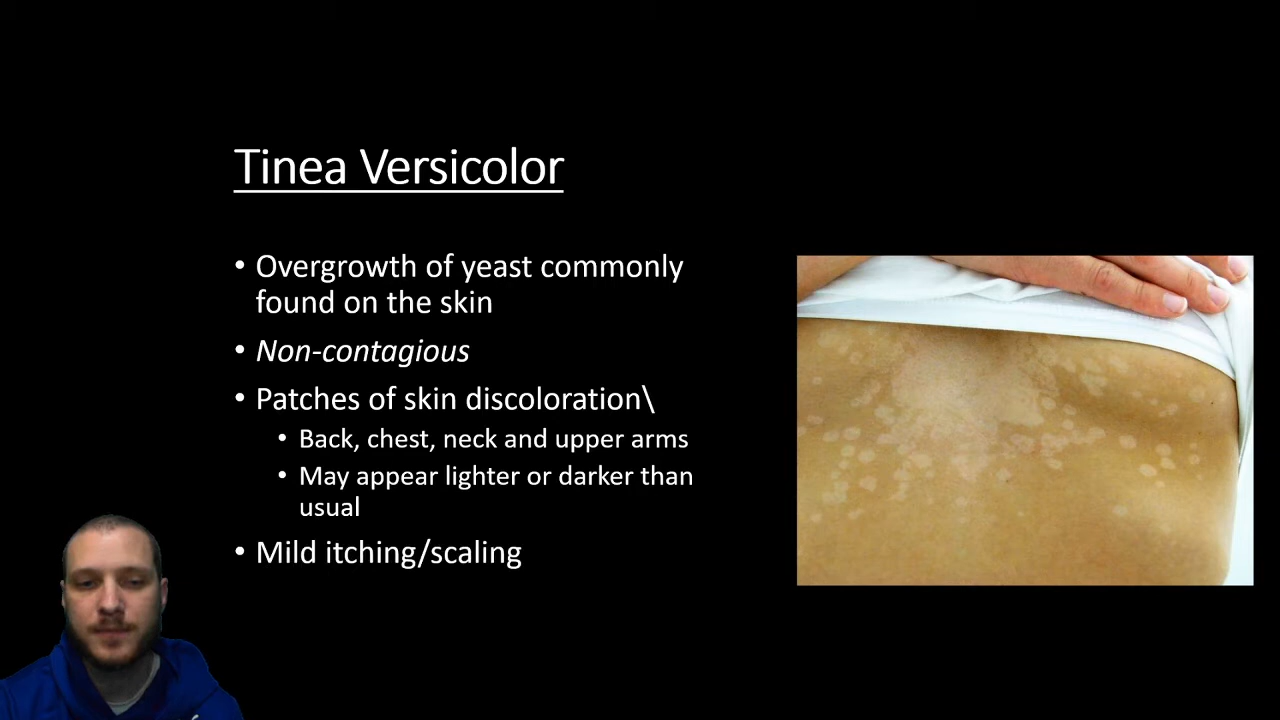 Tinea Versicolor
• Overgrowth of yeast commonly
found on the skin
• Non-contagious
• Patches of skin discoloration\
• Back, chest, neck and upper arms
• May appear lighter or darker than
usual
• Mild itching/scaling